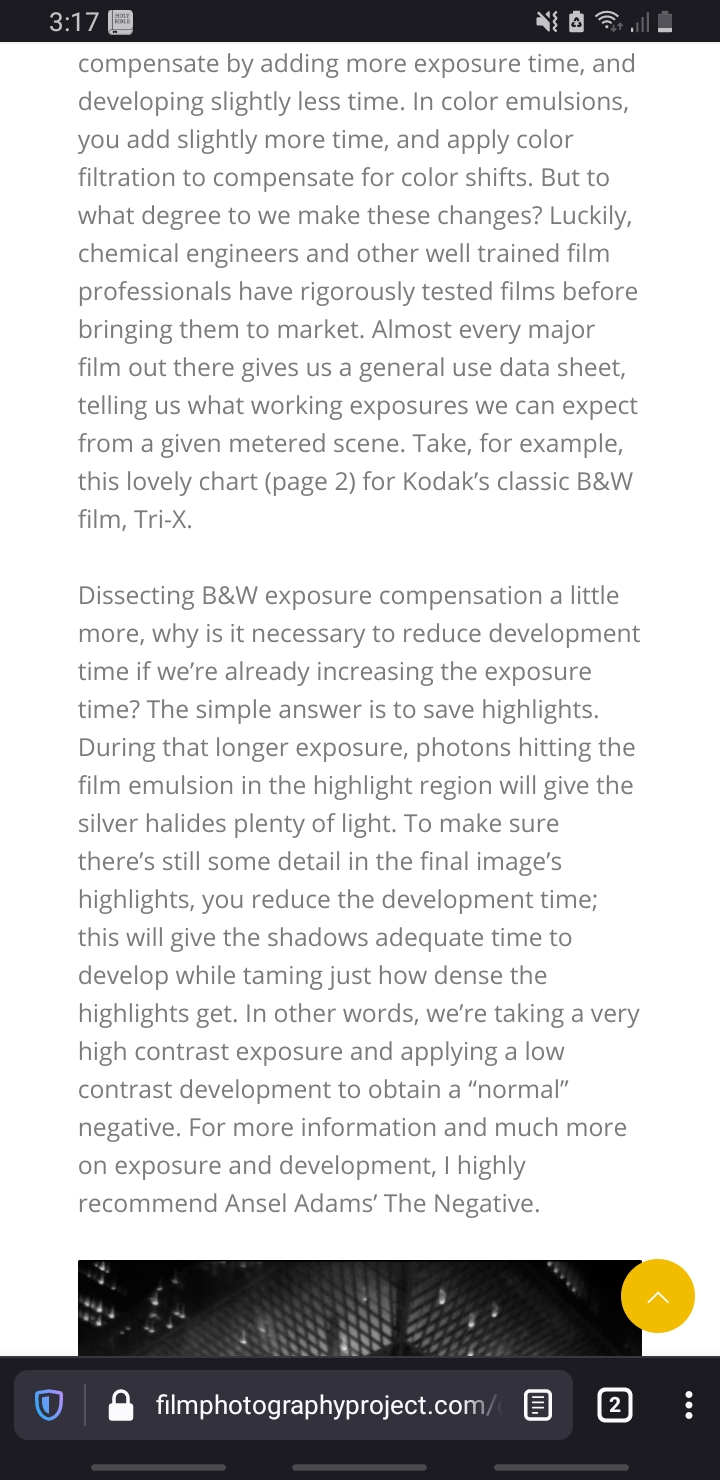 3:17
HOLY
BIBLE
compensate by adding more exposure time, and
developing slightly less time. In color emulsions,
you add slightly more time, and apply color
filtration to compensate for color shifts. But to
what degree to we make these changes? Luckily,
chemical engineers and other well trained film
professionals have rigorously tested films before
bringing them to market. Almost every major
film out there gives us a general use data sheet,
telling us what working exposures we can expect
from a given metered scene. Take, for example,
this lovely chart (page 2) for Kodak’s classic B&W
film, Tri-X.
Dissecting B&W exposure compensation a little
more, why is it necessary to reduce development
time if we’re already increasing the exposure
time? The simple answer is to save highlights.
During that longer exposure, photons hitting the
film emulsion in the highlight region will give the
silver halides plenty of light. To make sure
there’s still some detail in the final image’s
highlights, you reduce the development time;
this will give the shadows adequate time to
develop while taming just how dense the
highlights get. In other words, we’re taking a very
high contrast exposure and applying a low
contrast development to obtain a “normal”
negative. For more information and much more
on exposure and development, I highly
recommend Ansel Adams’ The Negative.
filmphotographyproject.com/
2